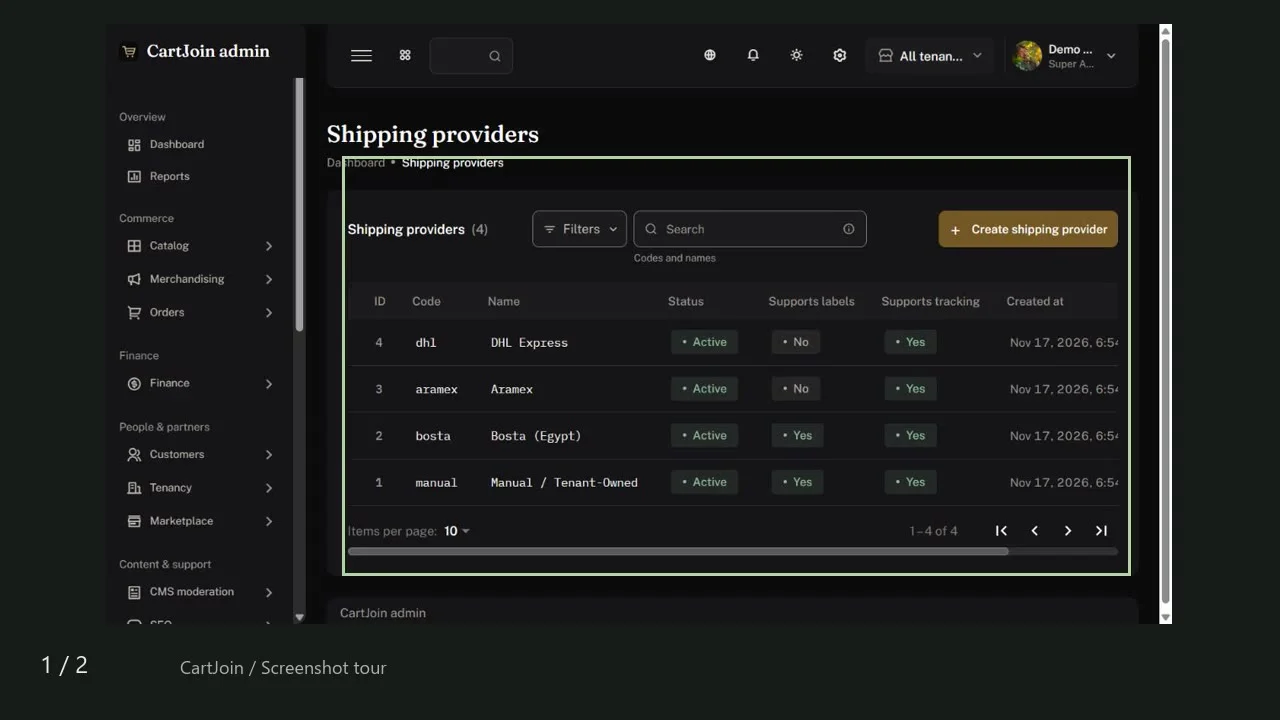 CartJoin admin
All tenan...
Demo ...
Super A...
Overview
Dashboard
Reports
Commerce
Catalog
Merchandising
Orders
Finance
Finance
People & partners
Customers
Tenancy
Marketplace
Content & support
CMS moderation
Shipping providers
Dashboard • Shipping providers
Shipping providers (4)
Filters
Search
Codes and names
+ Create shipping provider
ID Code Name Status Supports labels Supports tracking Created at
4 dhl DHL Express • Active • No • Yes Nov 17, 2026, 6:54
3 aramex Aramex • Active • No • Yes Nov 17, 2026, 6:54
2 bosta Bosta (Egypt) • Active • Yes • Yes Nov 17, 2026, 6:54
1 manual Manual / Tenant-Owned • Active • Yes • Yes Nov 17, 2026, 6:54
Items per page: 10
1–4 of 4
CartJoin admin
1 / 2
CartJoin / Screenshot tour